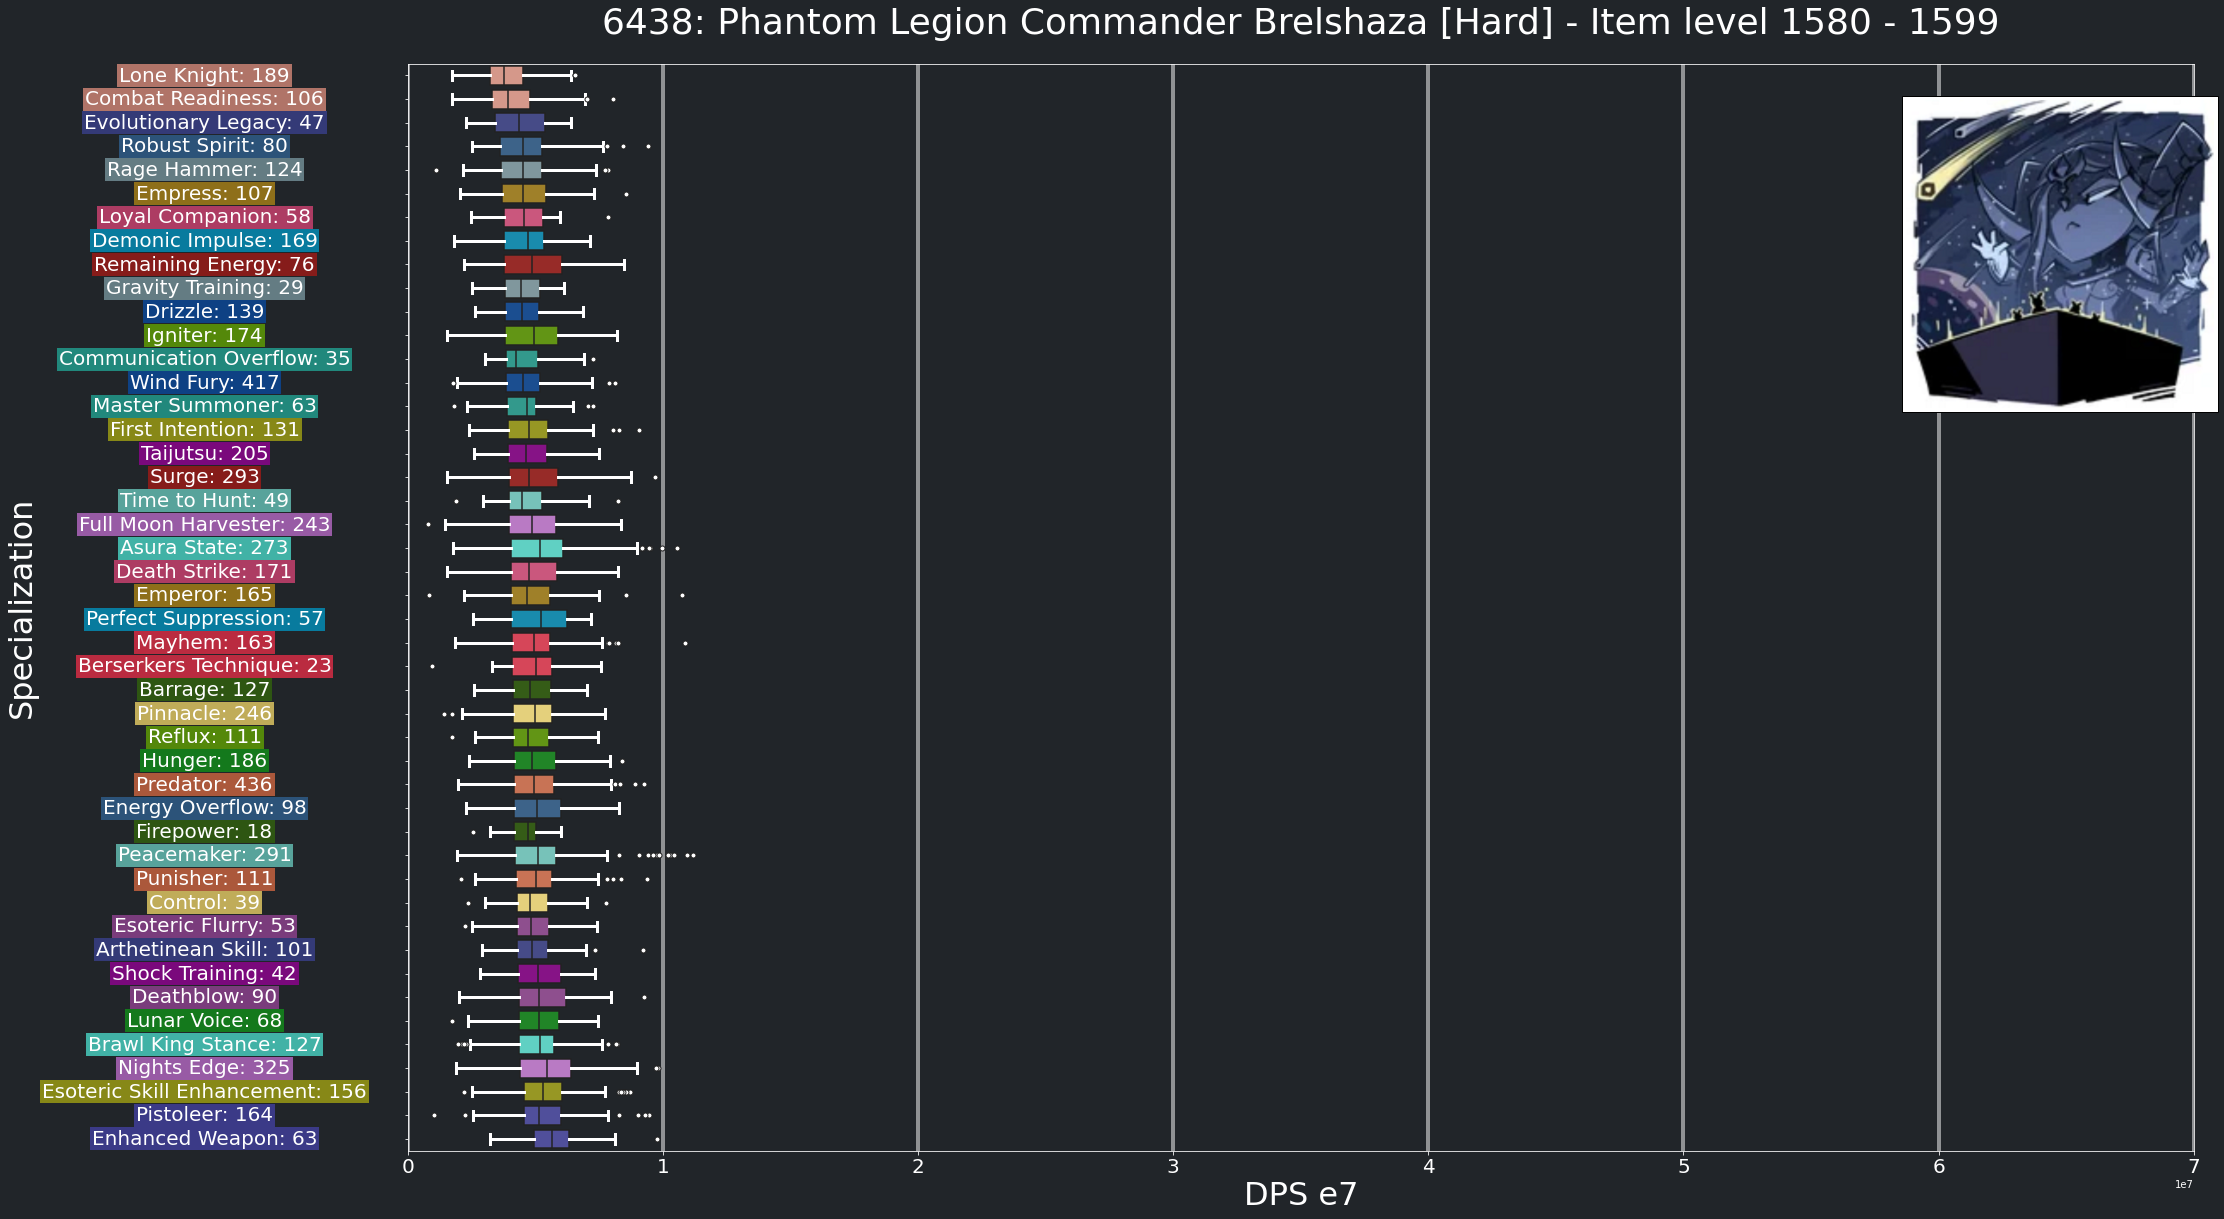 6438: Phantom Legion Commander Brelshaza [Hard] - Item level 1580 - 1599
Specialization
Lone Knight: 189
Combat Readiness: 106
Evolutionary Legacy: 47
Robust Spirit: 80
Rage Hammer: 124
Empress: 107
Loyal Companion: 58
Demonic Impulse: 169
Remaining Energy: 76
Gravity Training: 29
Drizzle: 139
Igniter: 174
Communication Overflow: 35
Wind Fury: 417
Master Summoner: 63
First Intention: 131
Taijutsu: 205
Surge: 293
Time to Hunt: 49
Full Moon Harvester: 243
Asura State: 273
Death Strike: 171
Emperor: 165
Perfect Suppression: 57
Mayhem: 163
Berserkers Technique: 23
Barrage: 127
Pinnacle: 246
Reflux: 111
Hunger: 186
Predator: 436
Energy Overflow: 98
Firepower: 18
Peacemaker: 291
Punisher: 111
Control: 39
Esoteric Flurry: 53
Arthetinean Skill: 101
Shock Training: 42
Deathblow: 90
Lunar Voice: 68
Brawl King Stance: 127
Nights Edge: 325
Esoteric Skill Enhancement: 156
Pistoleer: 164
Enhanced Weapon: 63
0 1 2 3 4 5 6 7
1e7
DPS e7